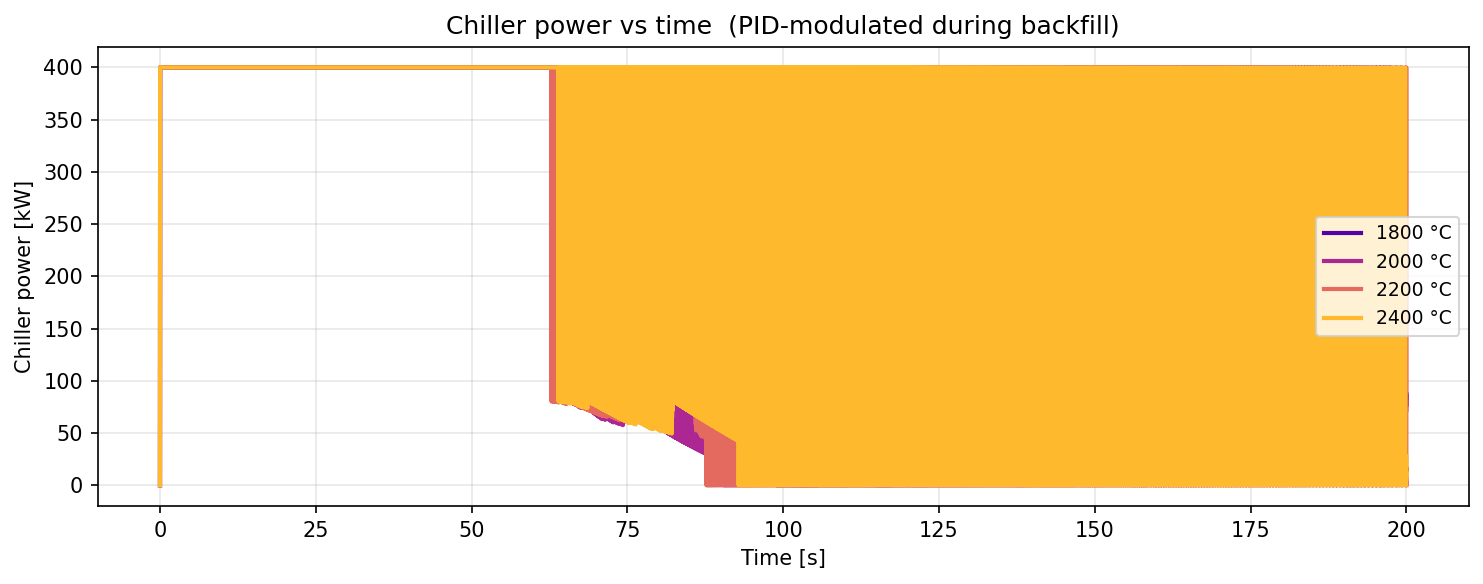 Chiller power vs time (PID-modulated during backfill)
400
350
300
250
200
150
100
50
0
Chiller power [kW]
1800 °C
2000 °C
2200 °C
2400 °C
0
25
50
75
100
125
150
175
200
Time [s]